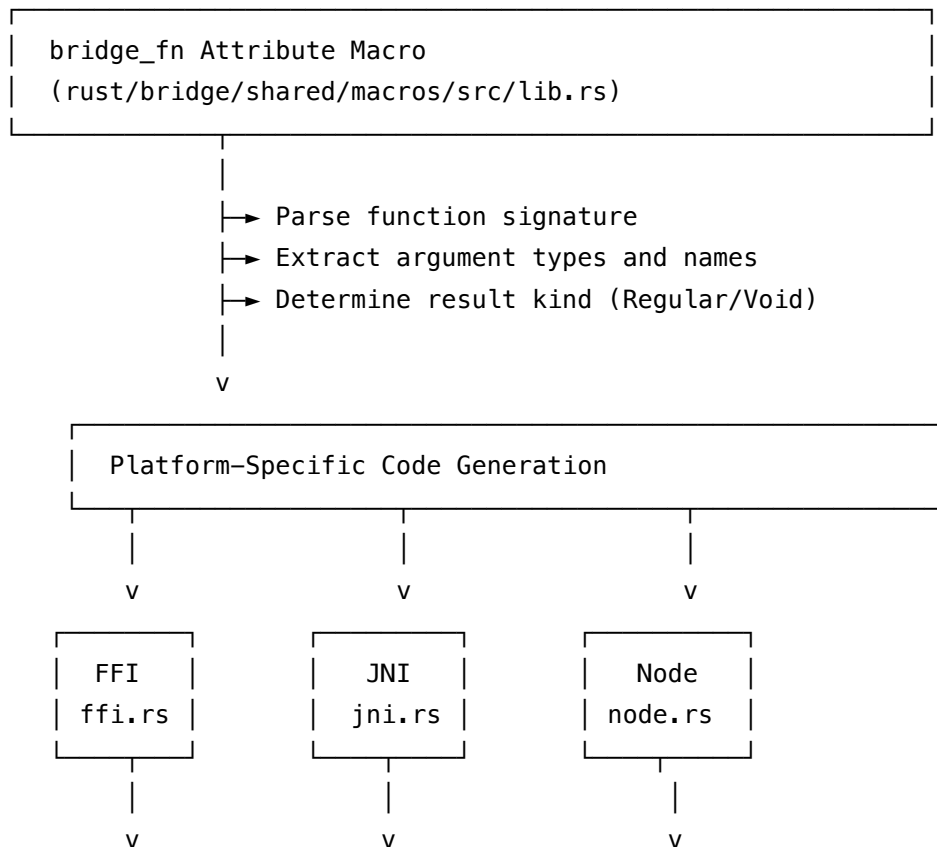 bridge_fn Attribute Macro
(rust/bridge/shared/macros/src/lib.rs)
Parse function signature
Extract argument types and names
Determine result kind (Regular/Void)
v
Platform-Specific Code Generation
v v v
FFI JNI Node
ffi.rs jni.rs node.rs
v v v